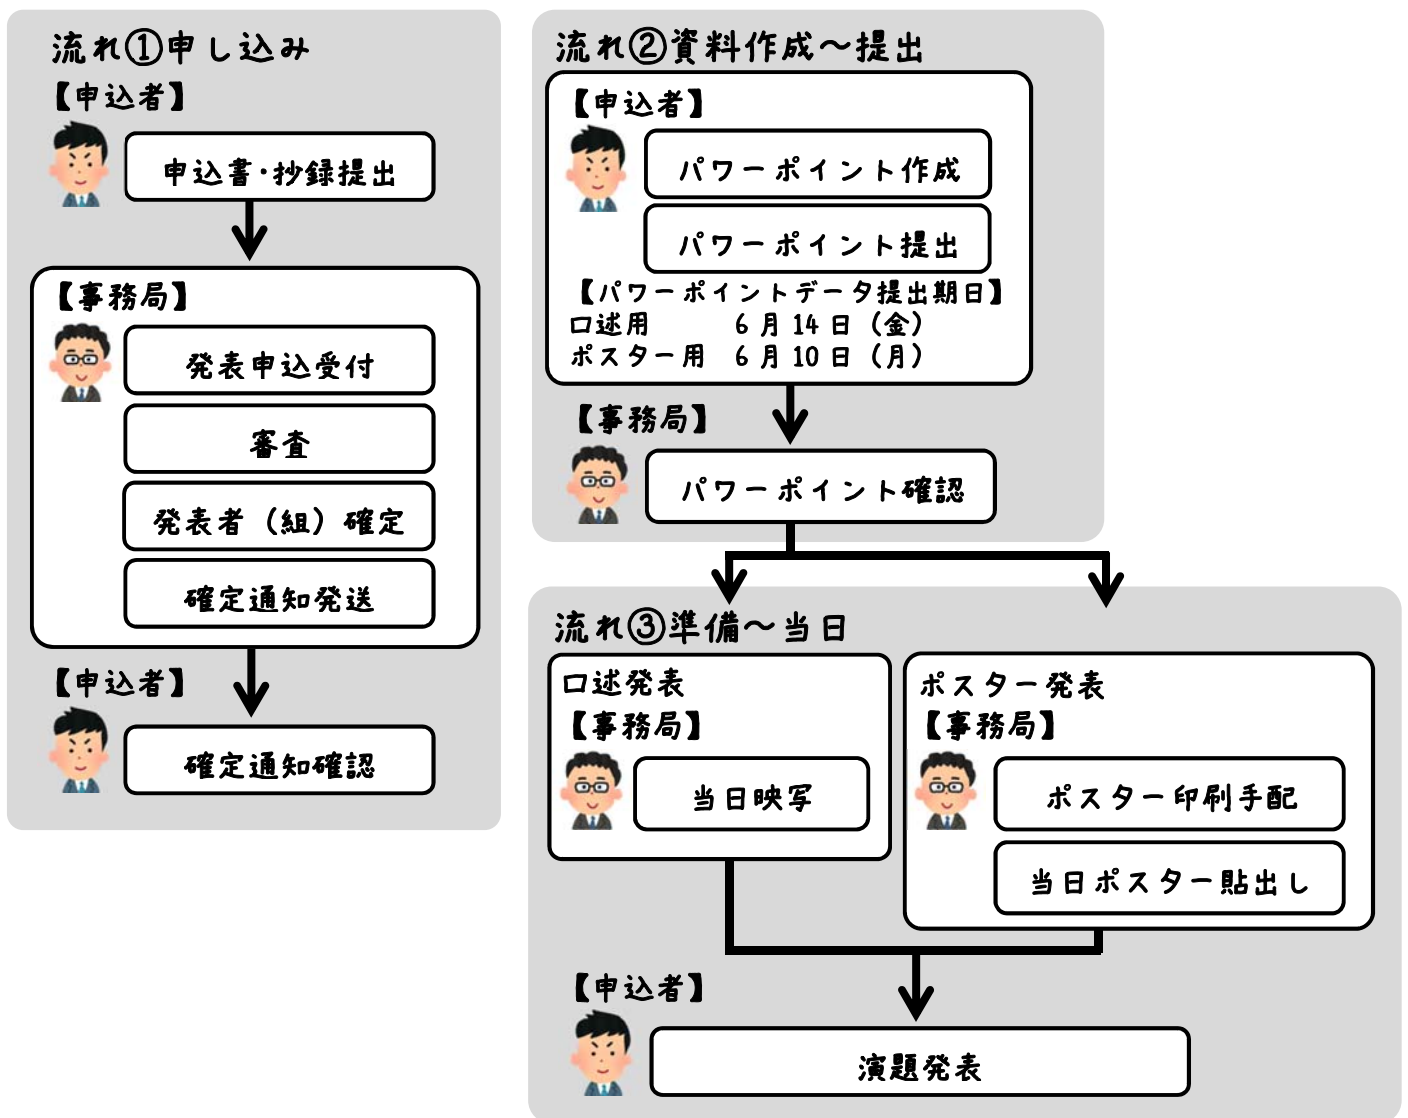 流れ①申し込み
【申込者】
申込書・抄録提出
【事務局】
発表申込受付
審査
発表者（組）確定
確定通知発送
【申込者】
確定通知確認
流れ②資料作成～提出
【申込者】
パワーポイント作成
パワーポイント提出
【パワーポイントデータ提出期日】
口述用 6月14日（金）
ポスター用 6月10日（月）
【事務局】
パワーポイント確認
流れ③準備～当日
口述発表
【事務局】
当日映写
ポスター発表
【事務局】
ポスター印刷手配
当日ポスター貼出し
【申込者】
演題発表